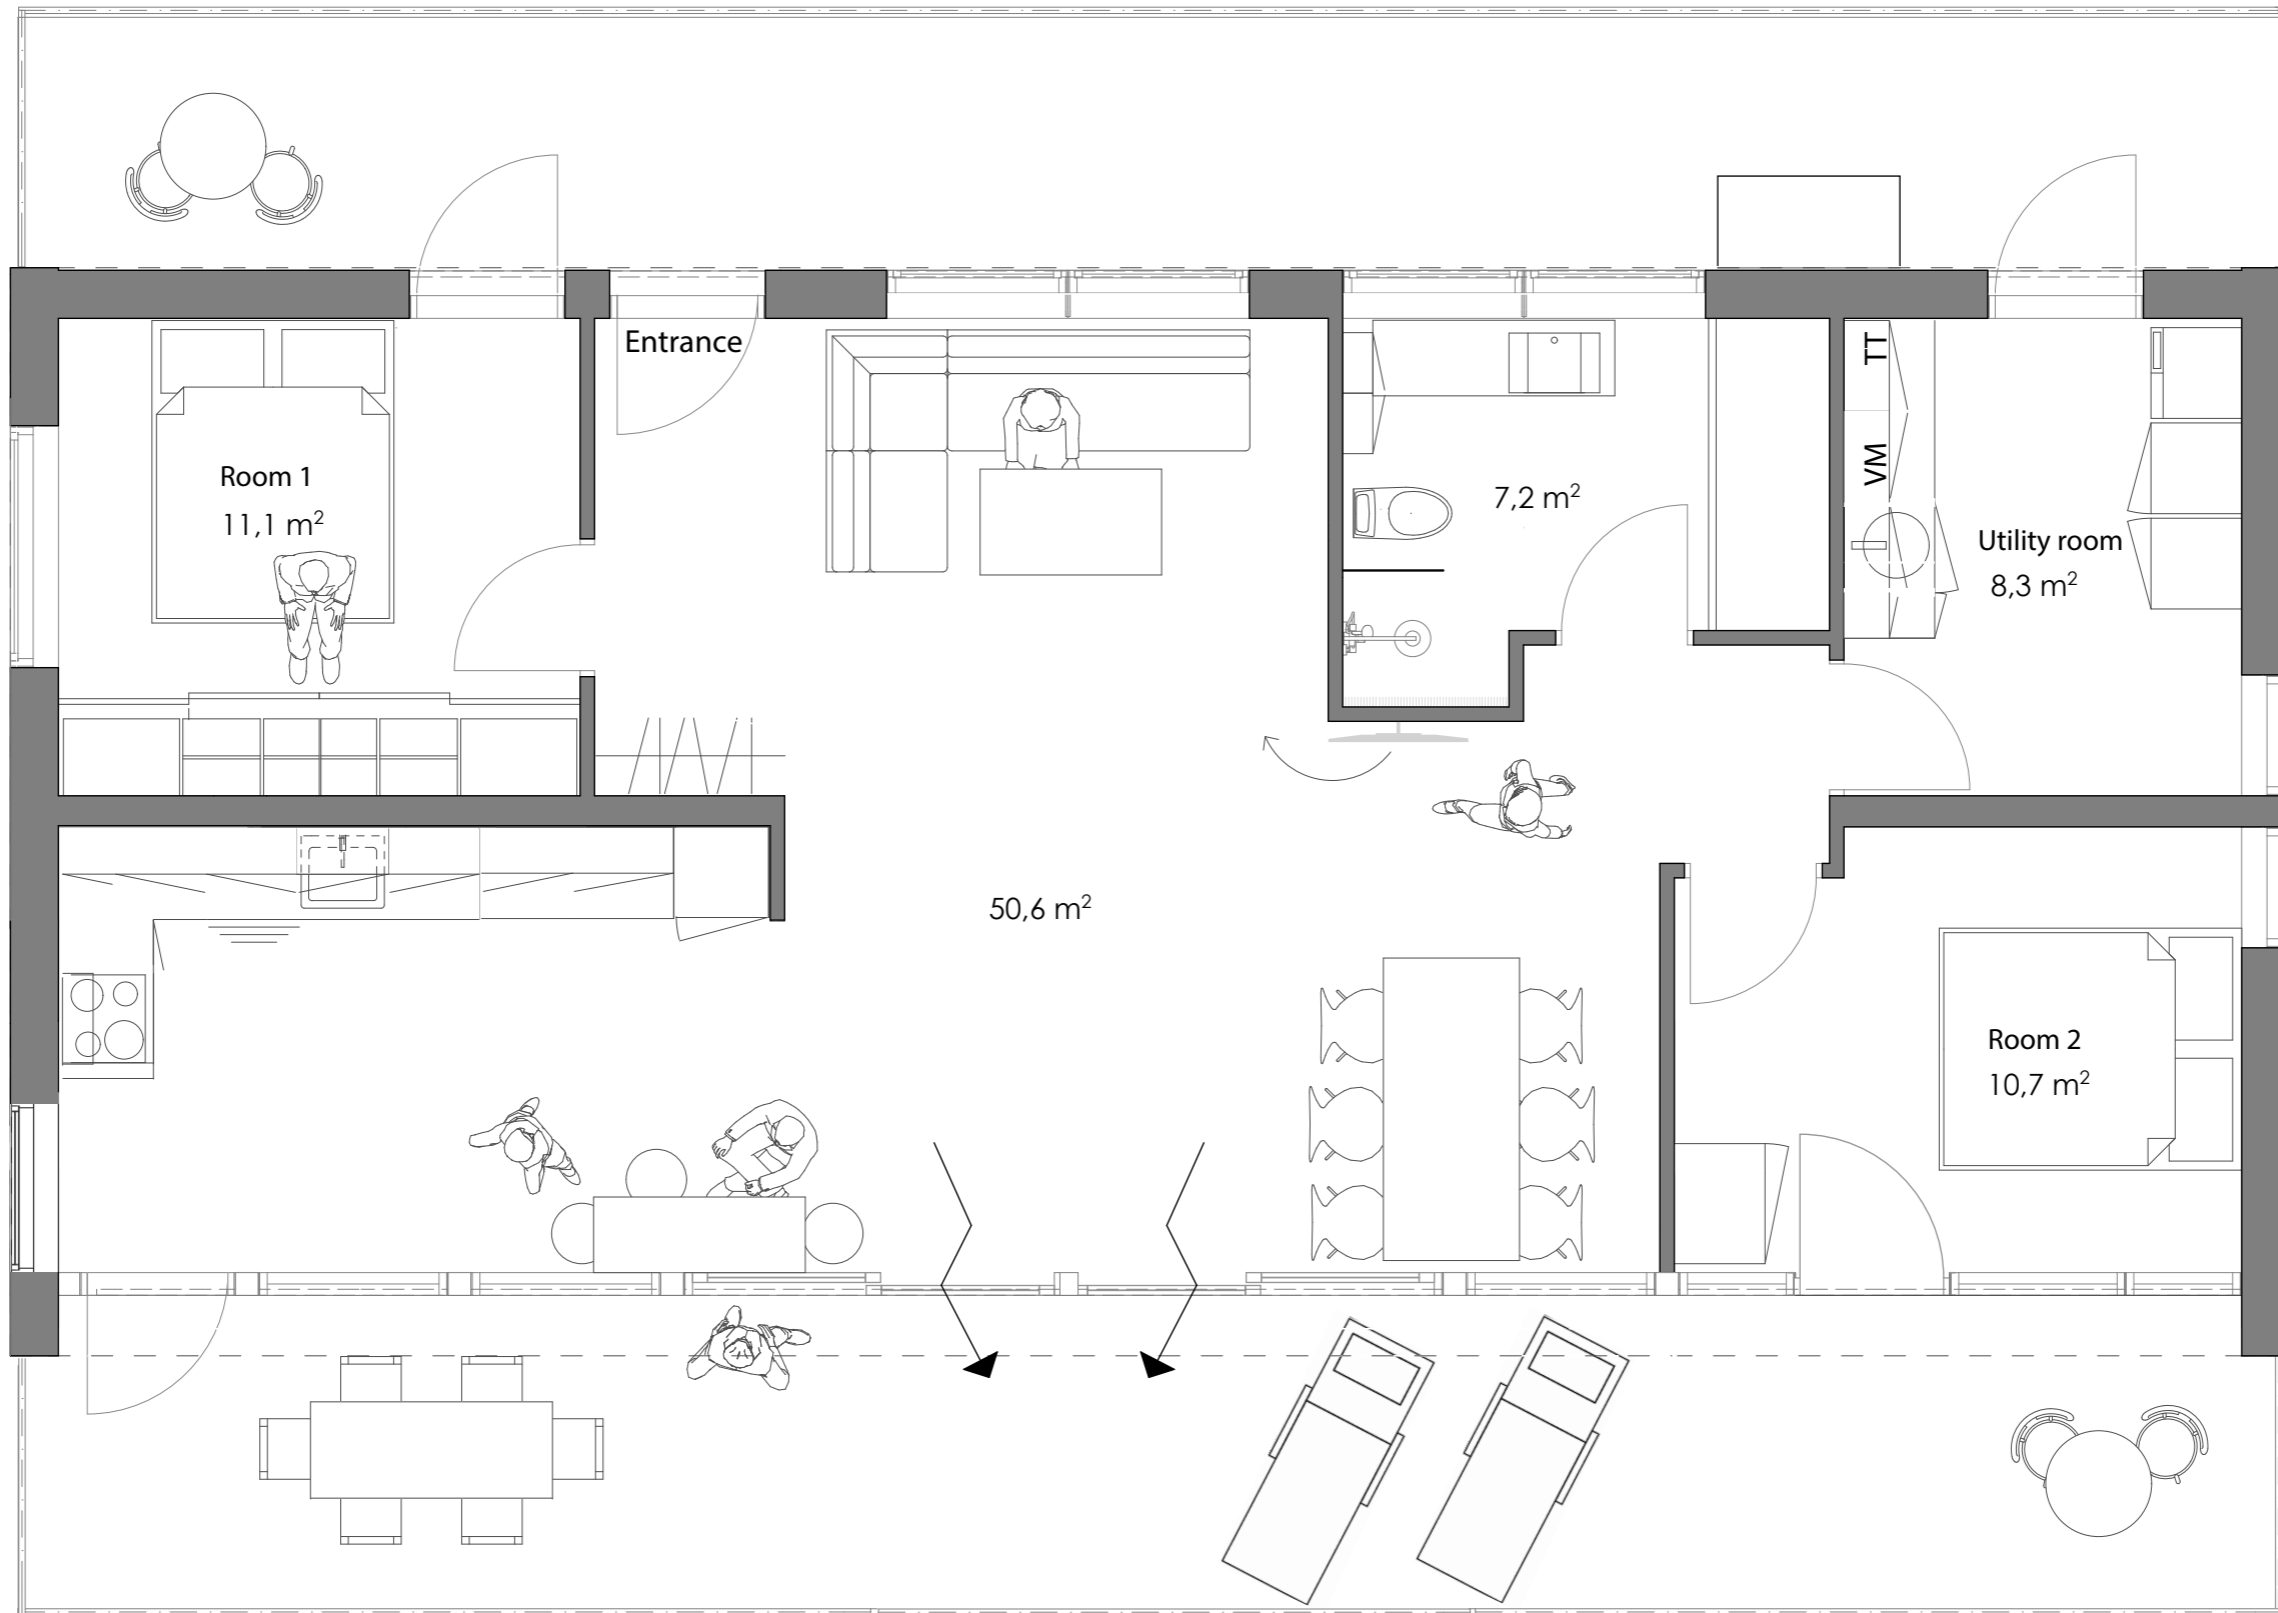 Entrance
Room 1
11,1 m²
7,2 m²
TT
VM
Utility room
8,3 m²
50,6 m²
Room 2
10,7 m²